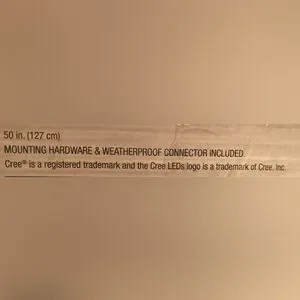 50 in. (127 cm)
MOUNTING HARDWARE & WEATHERPROOF CONNECTOR INCLUDED.
Cree® is a registered trademark and the Cree LEDs logo is a trademark of Cree, Inc.